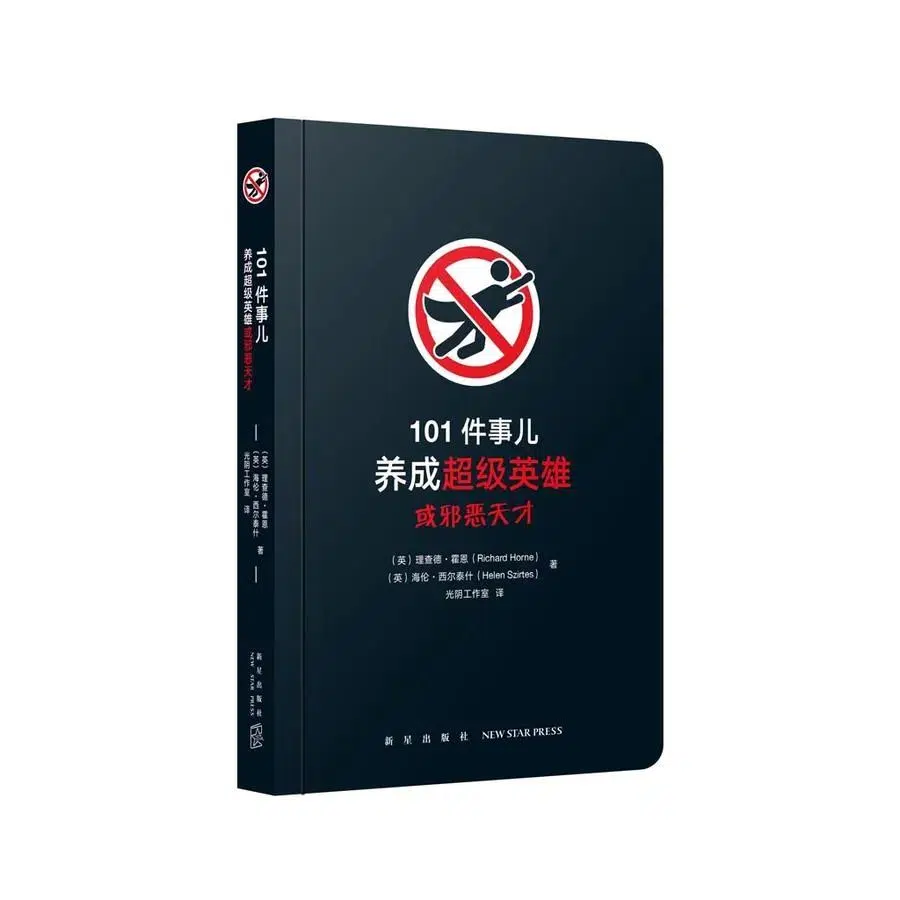 101 件事儿
养成超级英雄
或邪恶天才
(英) 理查德·霍恩 (Richard Horne)
(英) 海伦·西尔泰什 (Helen Szirtes)
著
光阴工作室 译
新星出版社 NEW STAR PRESS
101 件事儿
养成超级英雄或邪恶天才
(英) 理查德·霍恩
(英) 海伦·西尔泰什 著
光阴工作室 译
新星出版社
NEW STAR PRESS